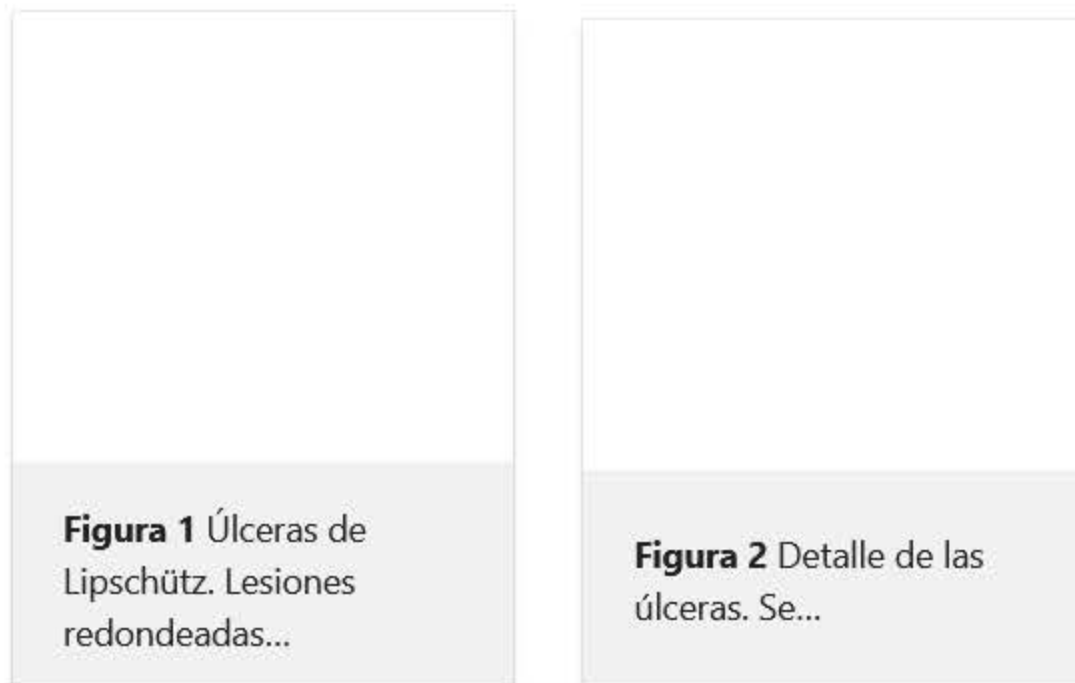 Figura 1 Úlceras de
Lipschütz. Lesiones
redondeadas...
Figura 2 Detalle de las
úlceras. Se...